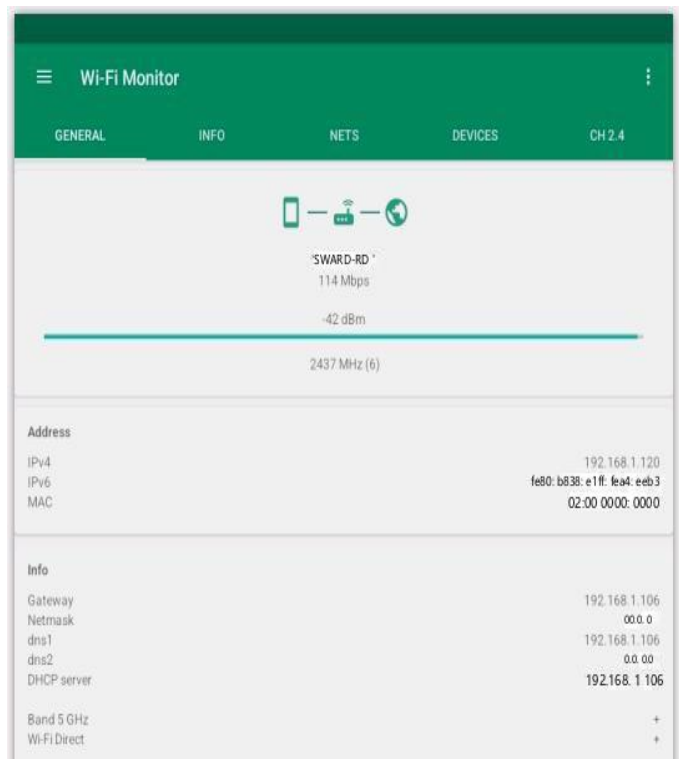 Wi-Fi Monitor
GENERAL INFO NETS DEVICES CH 2.4
'SWARD-RD '
114 Mbps
-42 dBm
2437 MHz (6)
Address
IPv4 192.168.1.120
IPv6 fe80: b838: e1ff: fea4: eeb3
MAC 02:00 0000: 0000
Info
Gateway 192.168.1.106
Netmask 00.0. 0
dns1 192.168.1.106
dns2 0.0. 0.0
DHCP server 192.168. 1 106
Band 5 GHz +
Wi-Fi Direct +